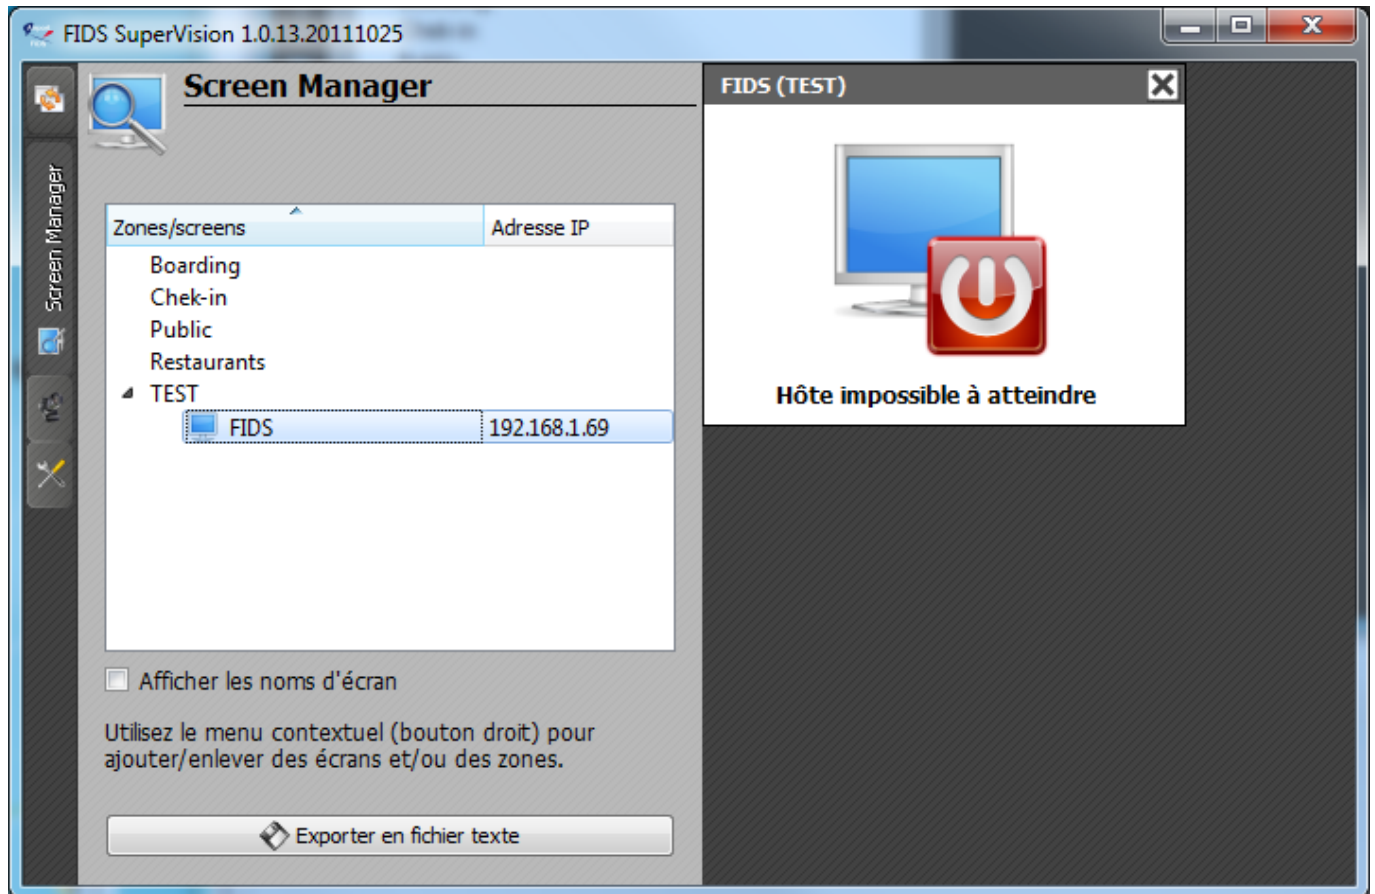 FIDS SuperVision 1.0.13.20111025
Screen Manager
FIDS (TEST)
Screen Manager
Zones/screens Adresse IP
Boarding
Chek-in
Public
Restaurants
TEST
FIDS 192.168.1.69
Hôte impossible à atteindre
Afficher les noms d'écran
Utilisez le menu contextuel (bouton droit) pour
ajouter/enlever des écrans et/ou des zones.
Exporter en fichier texte